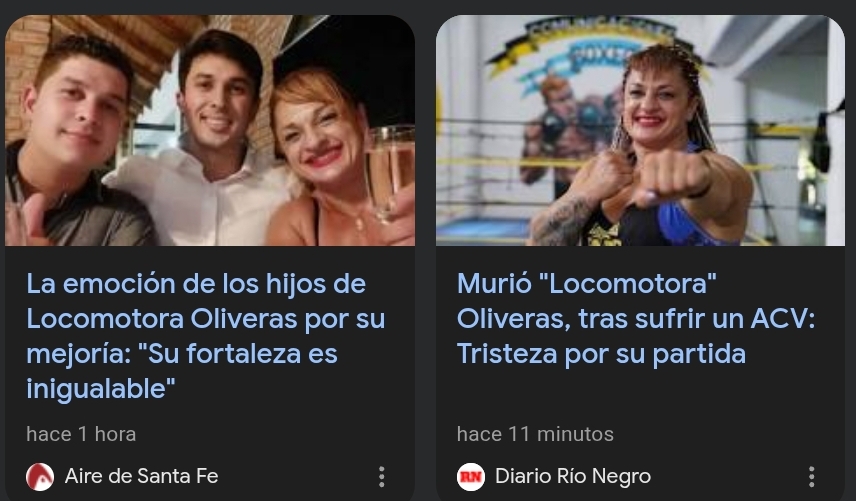 COMUNICACIONES
BOXEO
La emoción de los hijos de
Locomotora Oliveras por su
mejoría: "Su fortaleza es
inigualable"
hace 1 hora
Aire de Santa Fe
Murió "Locomotora"
Oliveras, tras sufrir un ACV:
Tristeza por su partida
hace 11 minutos
RN
Diario Río Negro